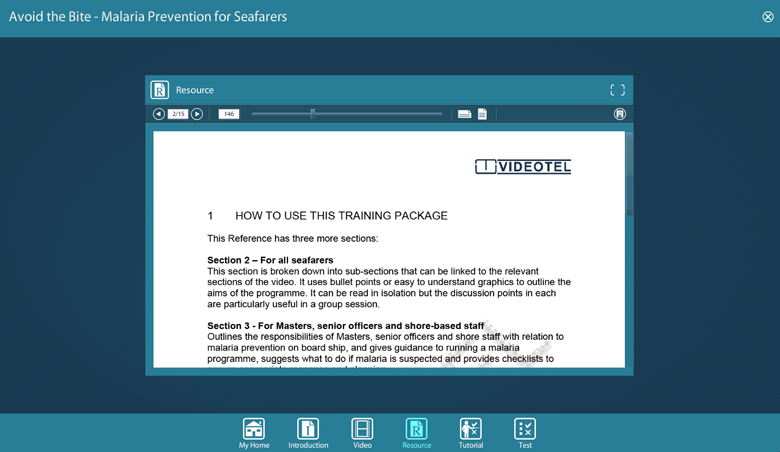 Avoid the Bite - Malaria Prevention for Seafarers
Resource
2/15
146
VIDEOTEL
1 HOW TO USE THIS TRAINING PACKAGE
This Reference has three more sections:
Section 2 – For all seafarers
This section is broken down into sub-sections that can be linked to the relevant
sections of the video. It uses bullet points or easy to understand graphics to outline the
aims of the programme. It can be read in isolation but the discussion points in each
are particularly useful in a group session.
Section 3 - For Masters, senior officers and shore-based staff
Outlines the responsibilities of Masters, senior officers and shore staff with relation to
malaria prevention on board ship, and gives guidance to running a malaria
programme, suggests what to do if malaria is suspected and provides checklists to
My Home
Introduction
Video
Resource
Tutorial
Test